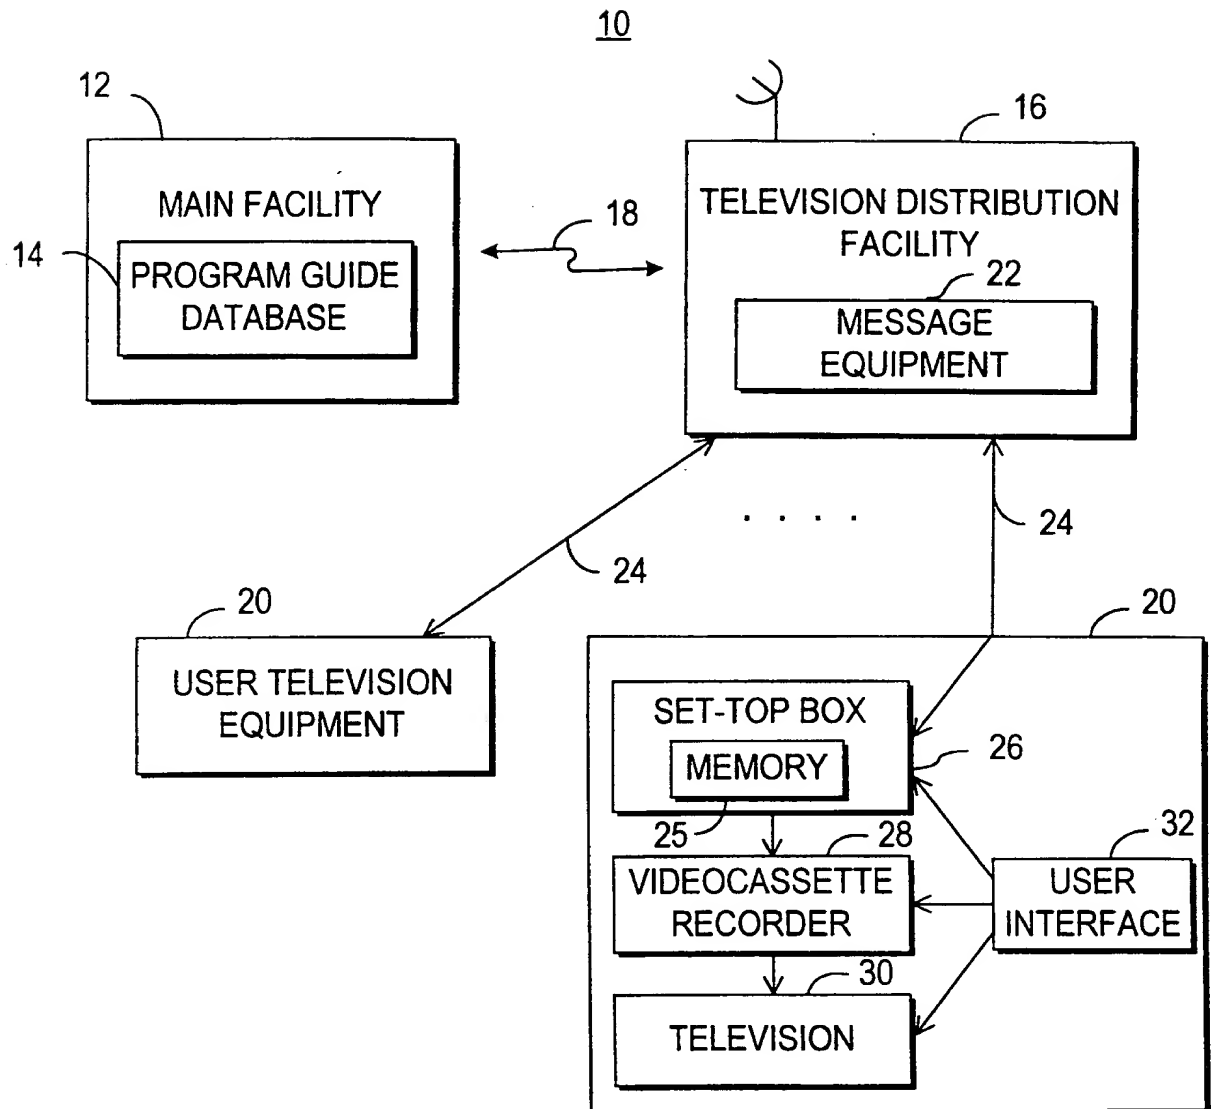 10
12
16
MAIN FACILITY
TELEVISION DISTRIBUTION
FACILITY
18
14
PROGRAM GUIDE
DATABASE
22
MESSAGE
EQUIPMENT
. . . .
24
24
20
20
USER TELEVISION
EQUIPMENT
SET-TOP BOX
MEMORY
26
25
28
32
VIDEOCASSETTE
RECORDER
USER
INTERFACE
30
TELEVISION